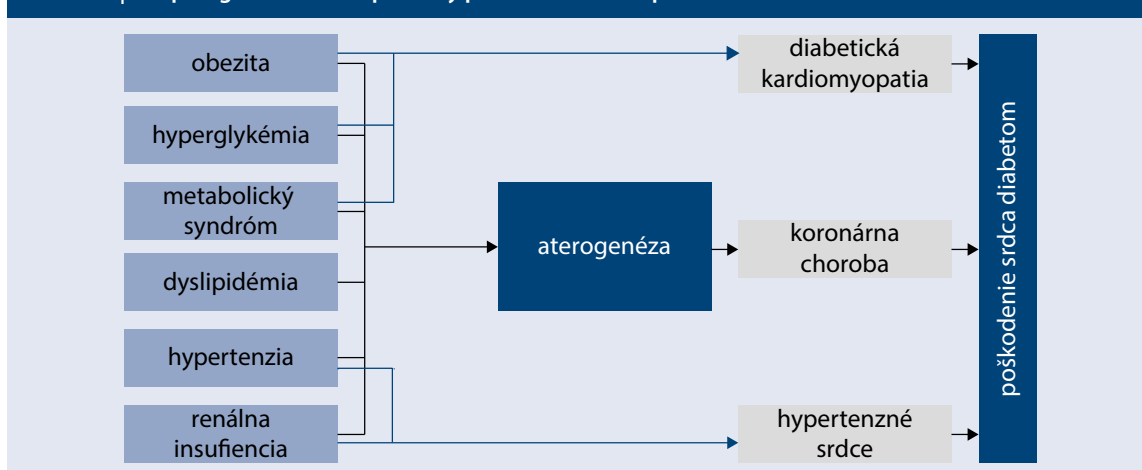 obezita
hyperglykémia
metabolický
syndróm
dyslipidémia
hypertenzia
renálna
insufiencia
aterogenéza
diabetická
kardiomyopatia
koronárna
choroba
hypertenzné
srdce
poškodenie srdca diabetom